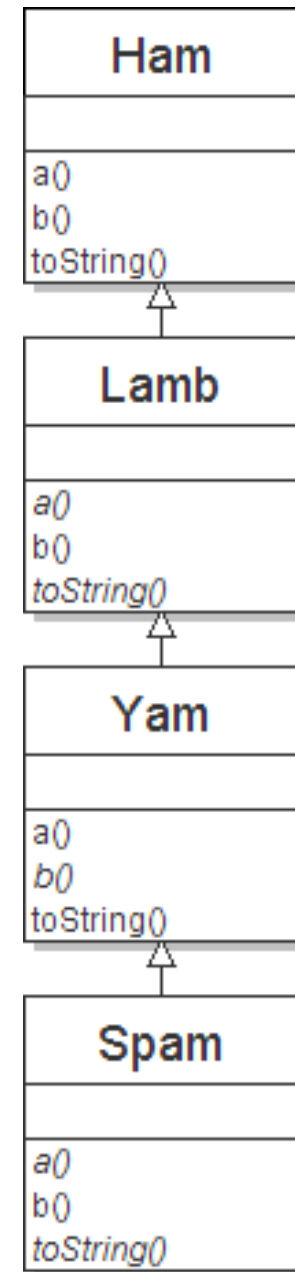 Ham
a()
b()
toString()
Lamb
a()
b()
toString()
Yam
a()
b()
toString()
Spam
a()
b()
toString()